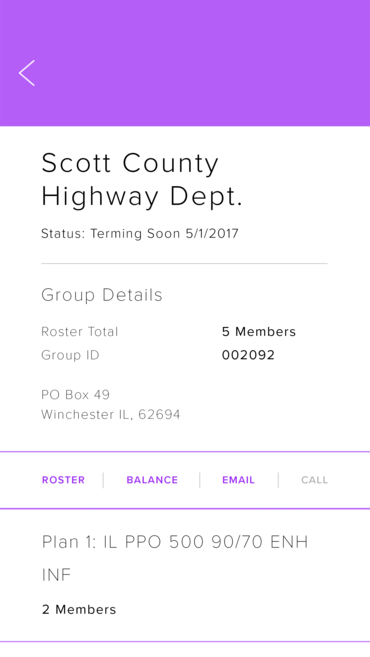 Scott County
Highway Dept.
Status: Terming Soon 5/1/2017
Group Details
Roster Total 5 Members
Group ID 002092
PO Box 49
Winchester IL, 62694
ROSTER BALANCE EMAIL CALL
Plan 1: IL PPO 500 90/70 ENH
INF
2 Members